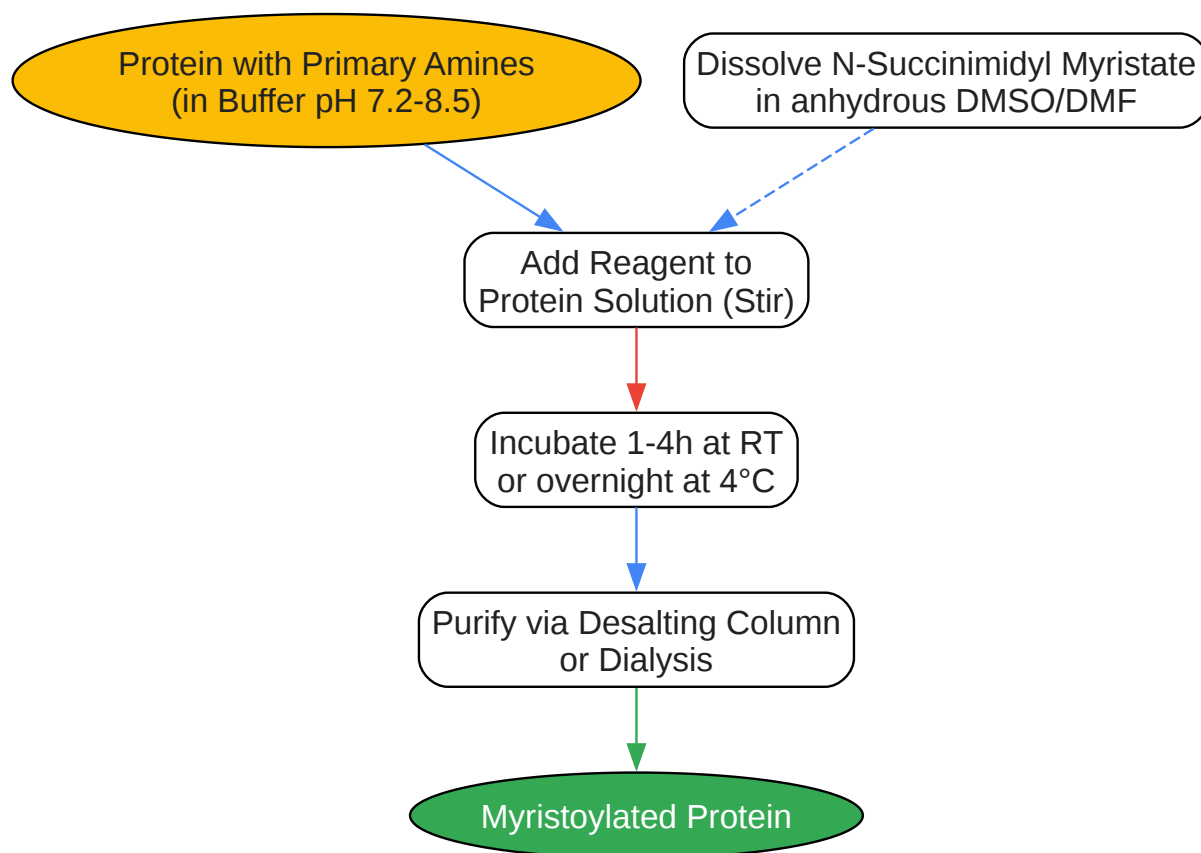 Protein with Primary Amines
(in Buffer pH 7.2-8.5)
Dissolve N-Succinimidyl Myristate
in anhydrous DMSO/DMF
Add Reagent to
Protein Solution (Stir)
Incubate 1-4h at RT
or overnight at 4°C
Purify via Desalting Column
or Dialysis
Myristoylated Protein